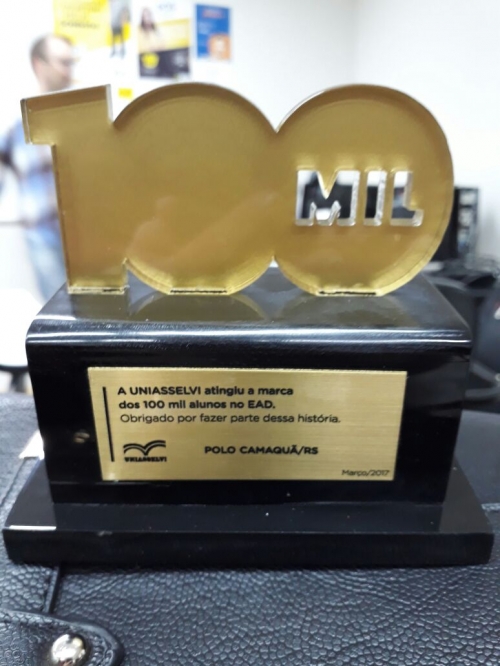 100
MIL
A UNIASSELVI atingiu a marca
dos 100 mil alunos no EAD.
Obrigado por fazer parte dessa história.
UNIASSELVI
POLO CAMAQUÃ/RS
Março/2017